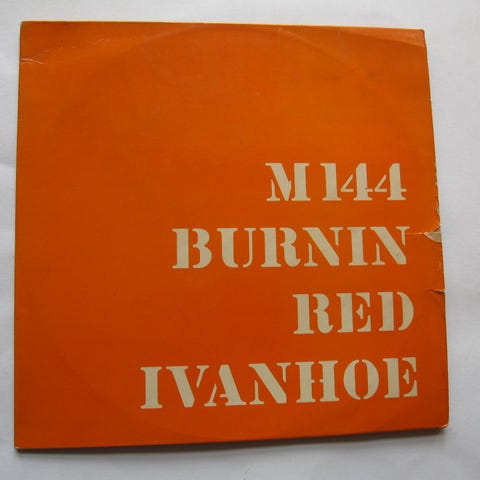 M 144
BURNIN
RED
IVANHOE